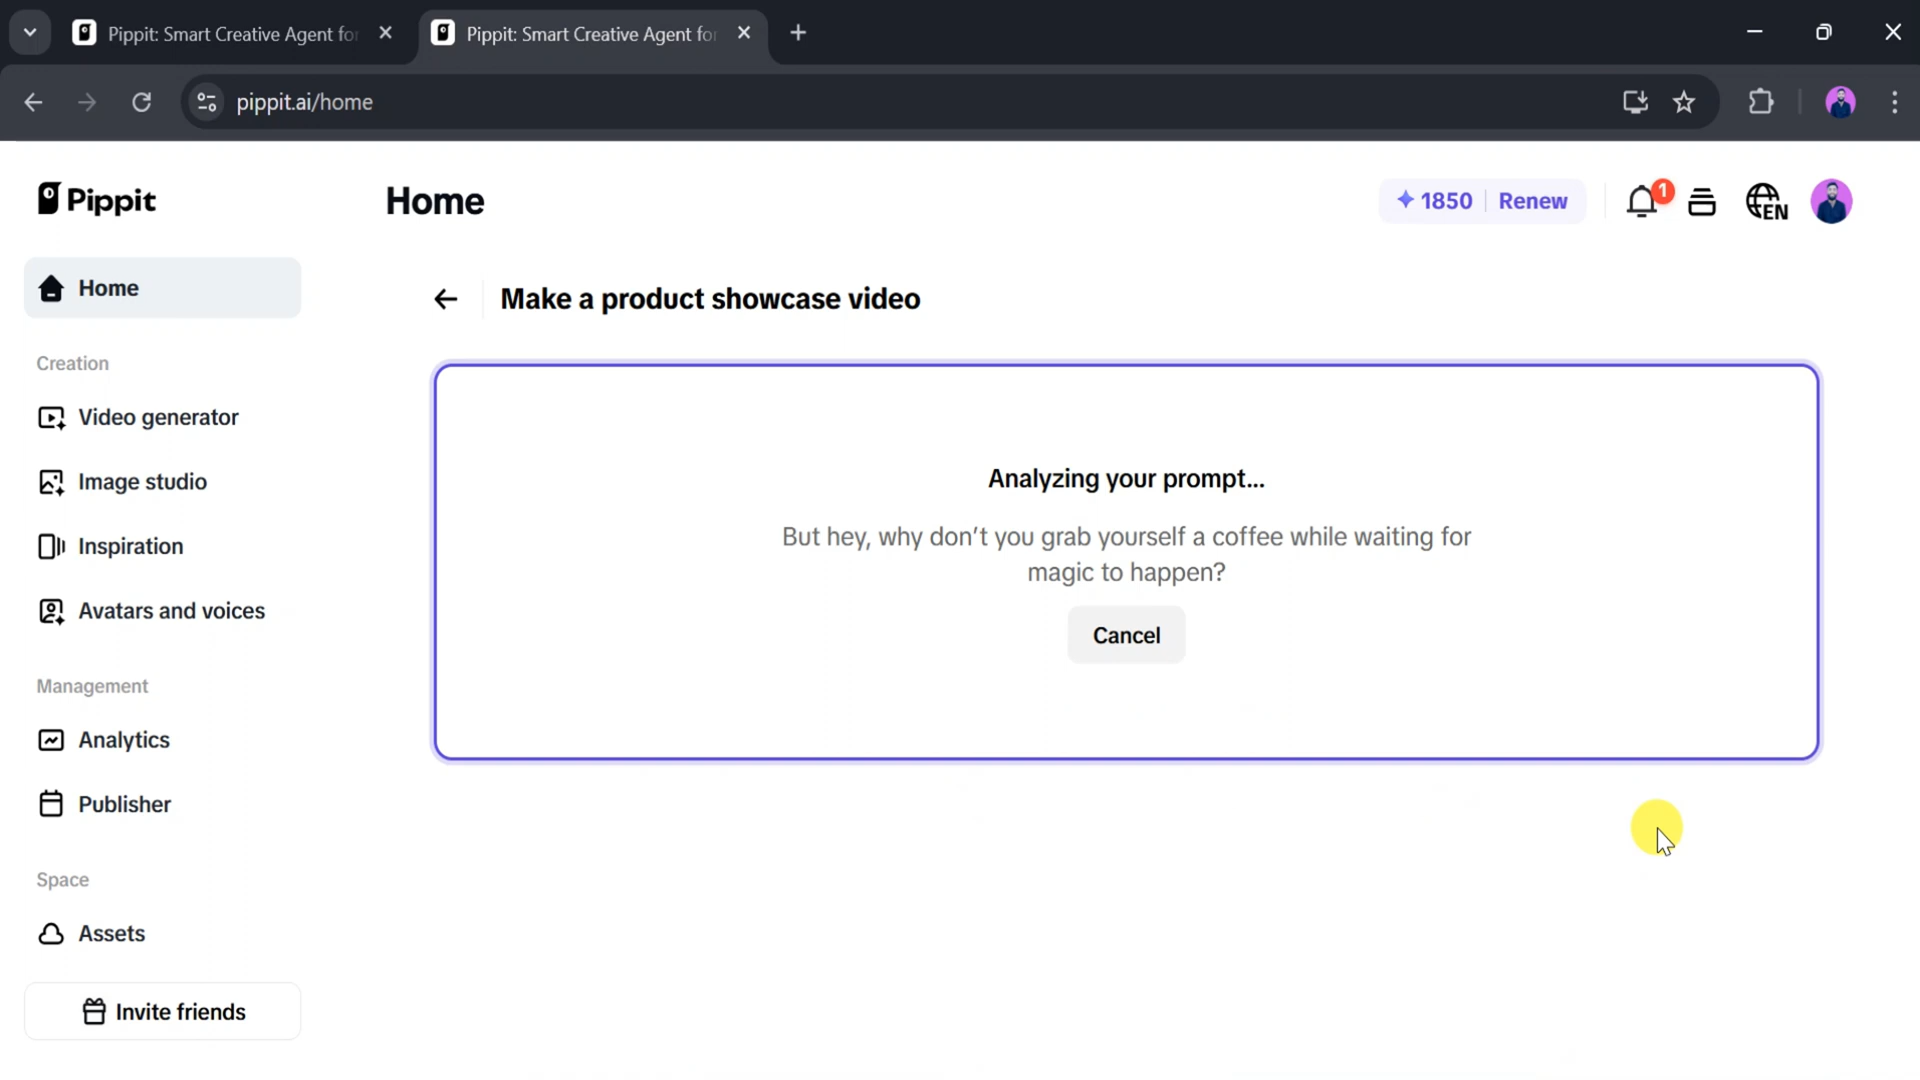 Pippit: Smart Creative Agent for
Pippit: Smart Creative Agent for
pippit.ai/home
Pippit
Home
1850
Renew
1
EN
Home
Make a product showcase video
Creation
Video generator
Image studio
Inspiration
Avatars and voices
Analyzing your prompt...
But hey, why don't you grab yourself a coffee while waiting for
magic to happen?
Cancel
Management
Analytics
Publisher
Space
Assets
Invite friends